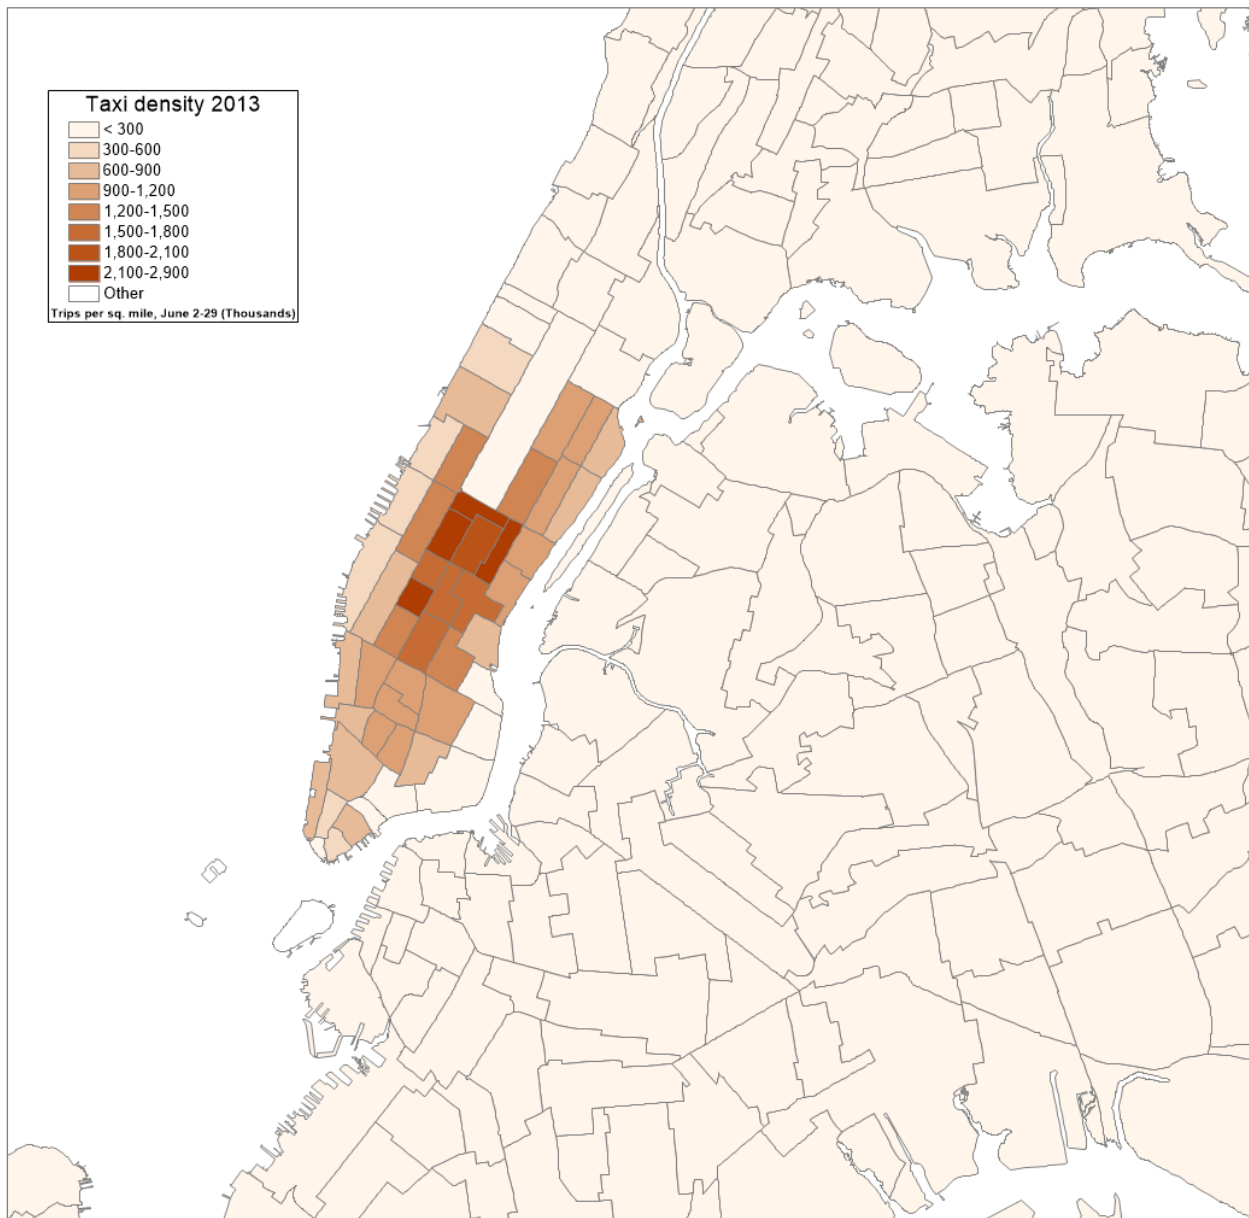 Taxi density 2013
< 300
300-600
600-900
900-1,200
1,200-1,500
1,500-1,800
1,800-2,100
2,100-2,900
Other
Trips per sq. mile, June 2-29 (Thousands)